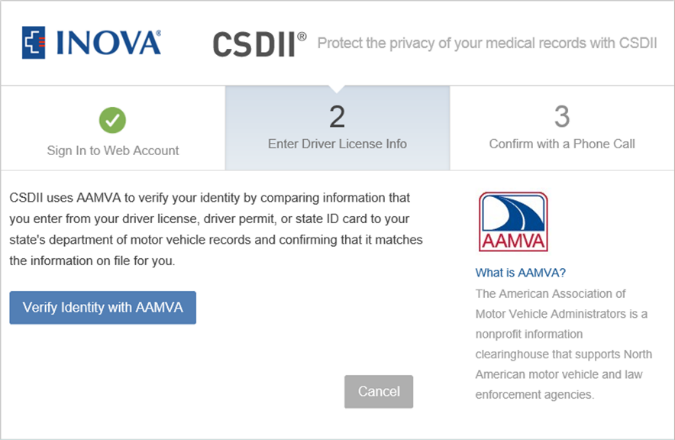 INOVA®
CSDII® Protect the privacy of your medical records with CSDII
Sign In to Web Account
2
Enter Driver License Info
3
Confirm with a Phone Call
CSDII uses AAMVA to verify your identity by comparing information that
you enter from your driver license, driver permit, or state ID card to your
state's department of motor vehicle records and confirming that it matches
the information on file for you.
Verify Identity with AAMVA
Cancel
AAMVA
What is AAMVA?
The American Association of
Motor Vehicle Administrators is a
nonprofit information
clearinghouse that supports North
American motor vehicle and law
enforcement agencies.